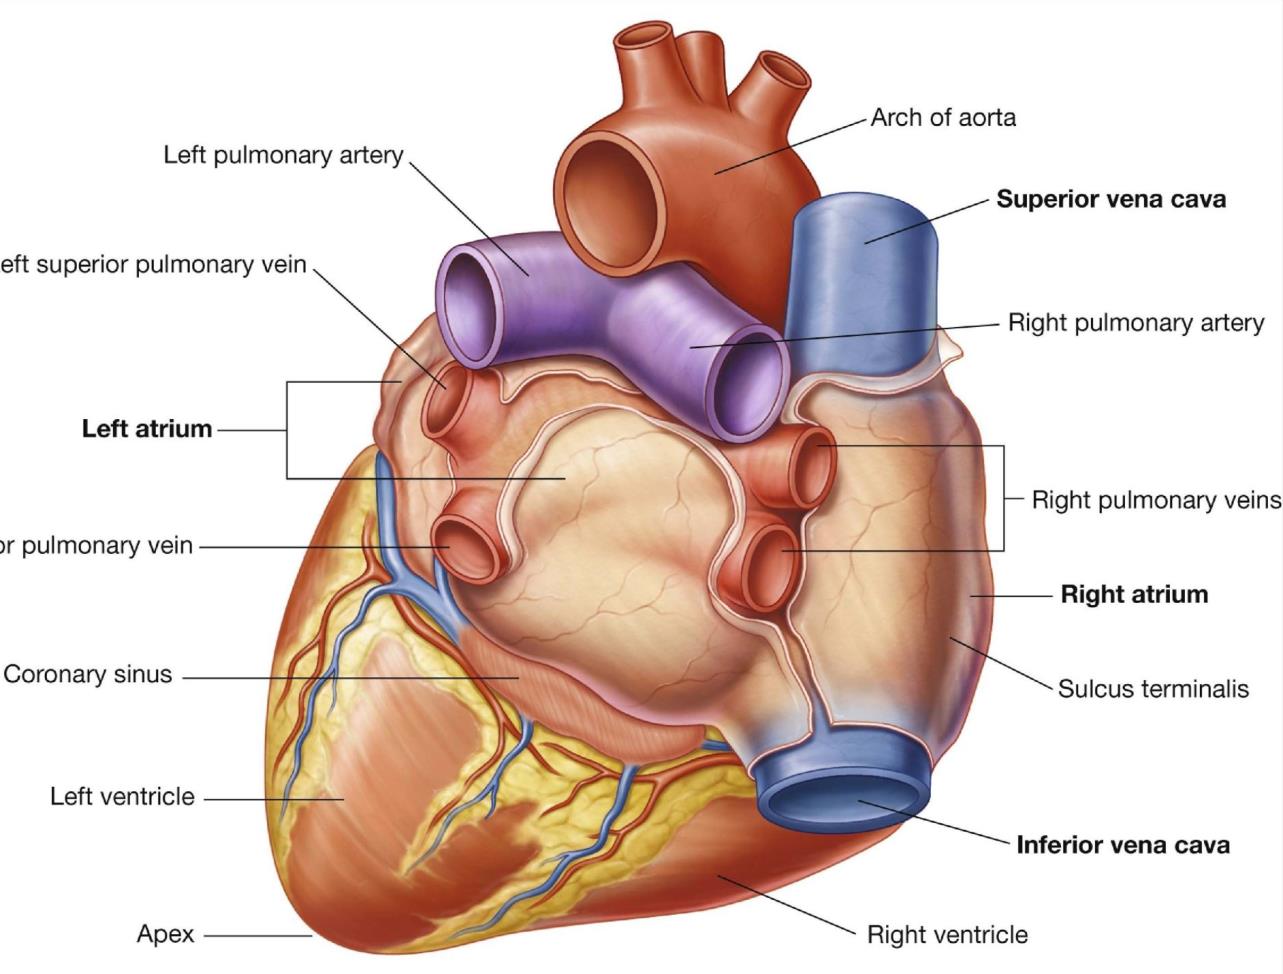 Arch of aorta
Left pulmonary artery
Superior vena cava
eft superior pulmonary vein
Right pulmonary artery
Left atrium
Right pulmonary veins
or pulmonary vein
Right atrium
Coronary sinus
Sulcus terminalis
Left ventricle
Inferior vena cava
Apex
Right ventricle